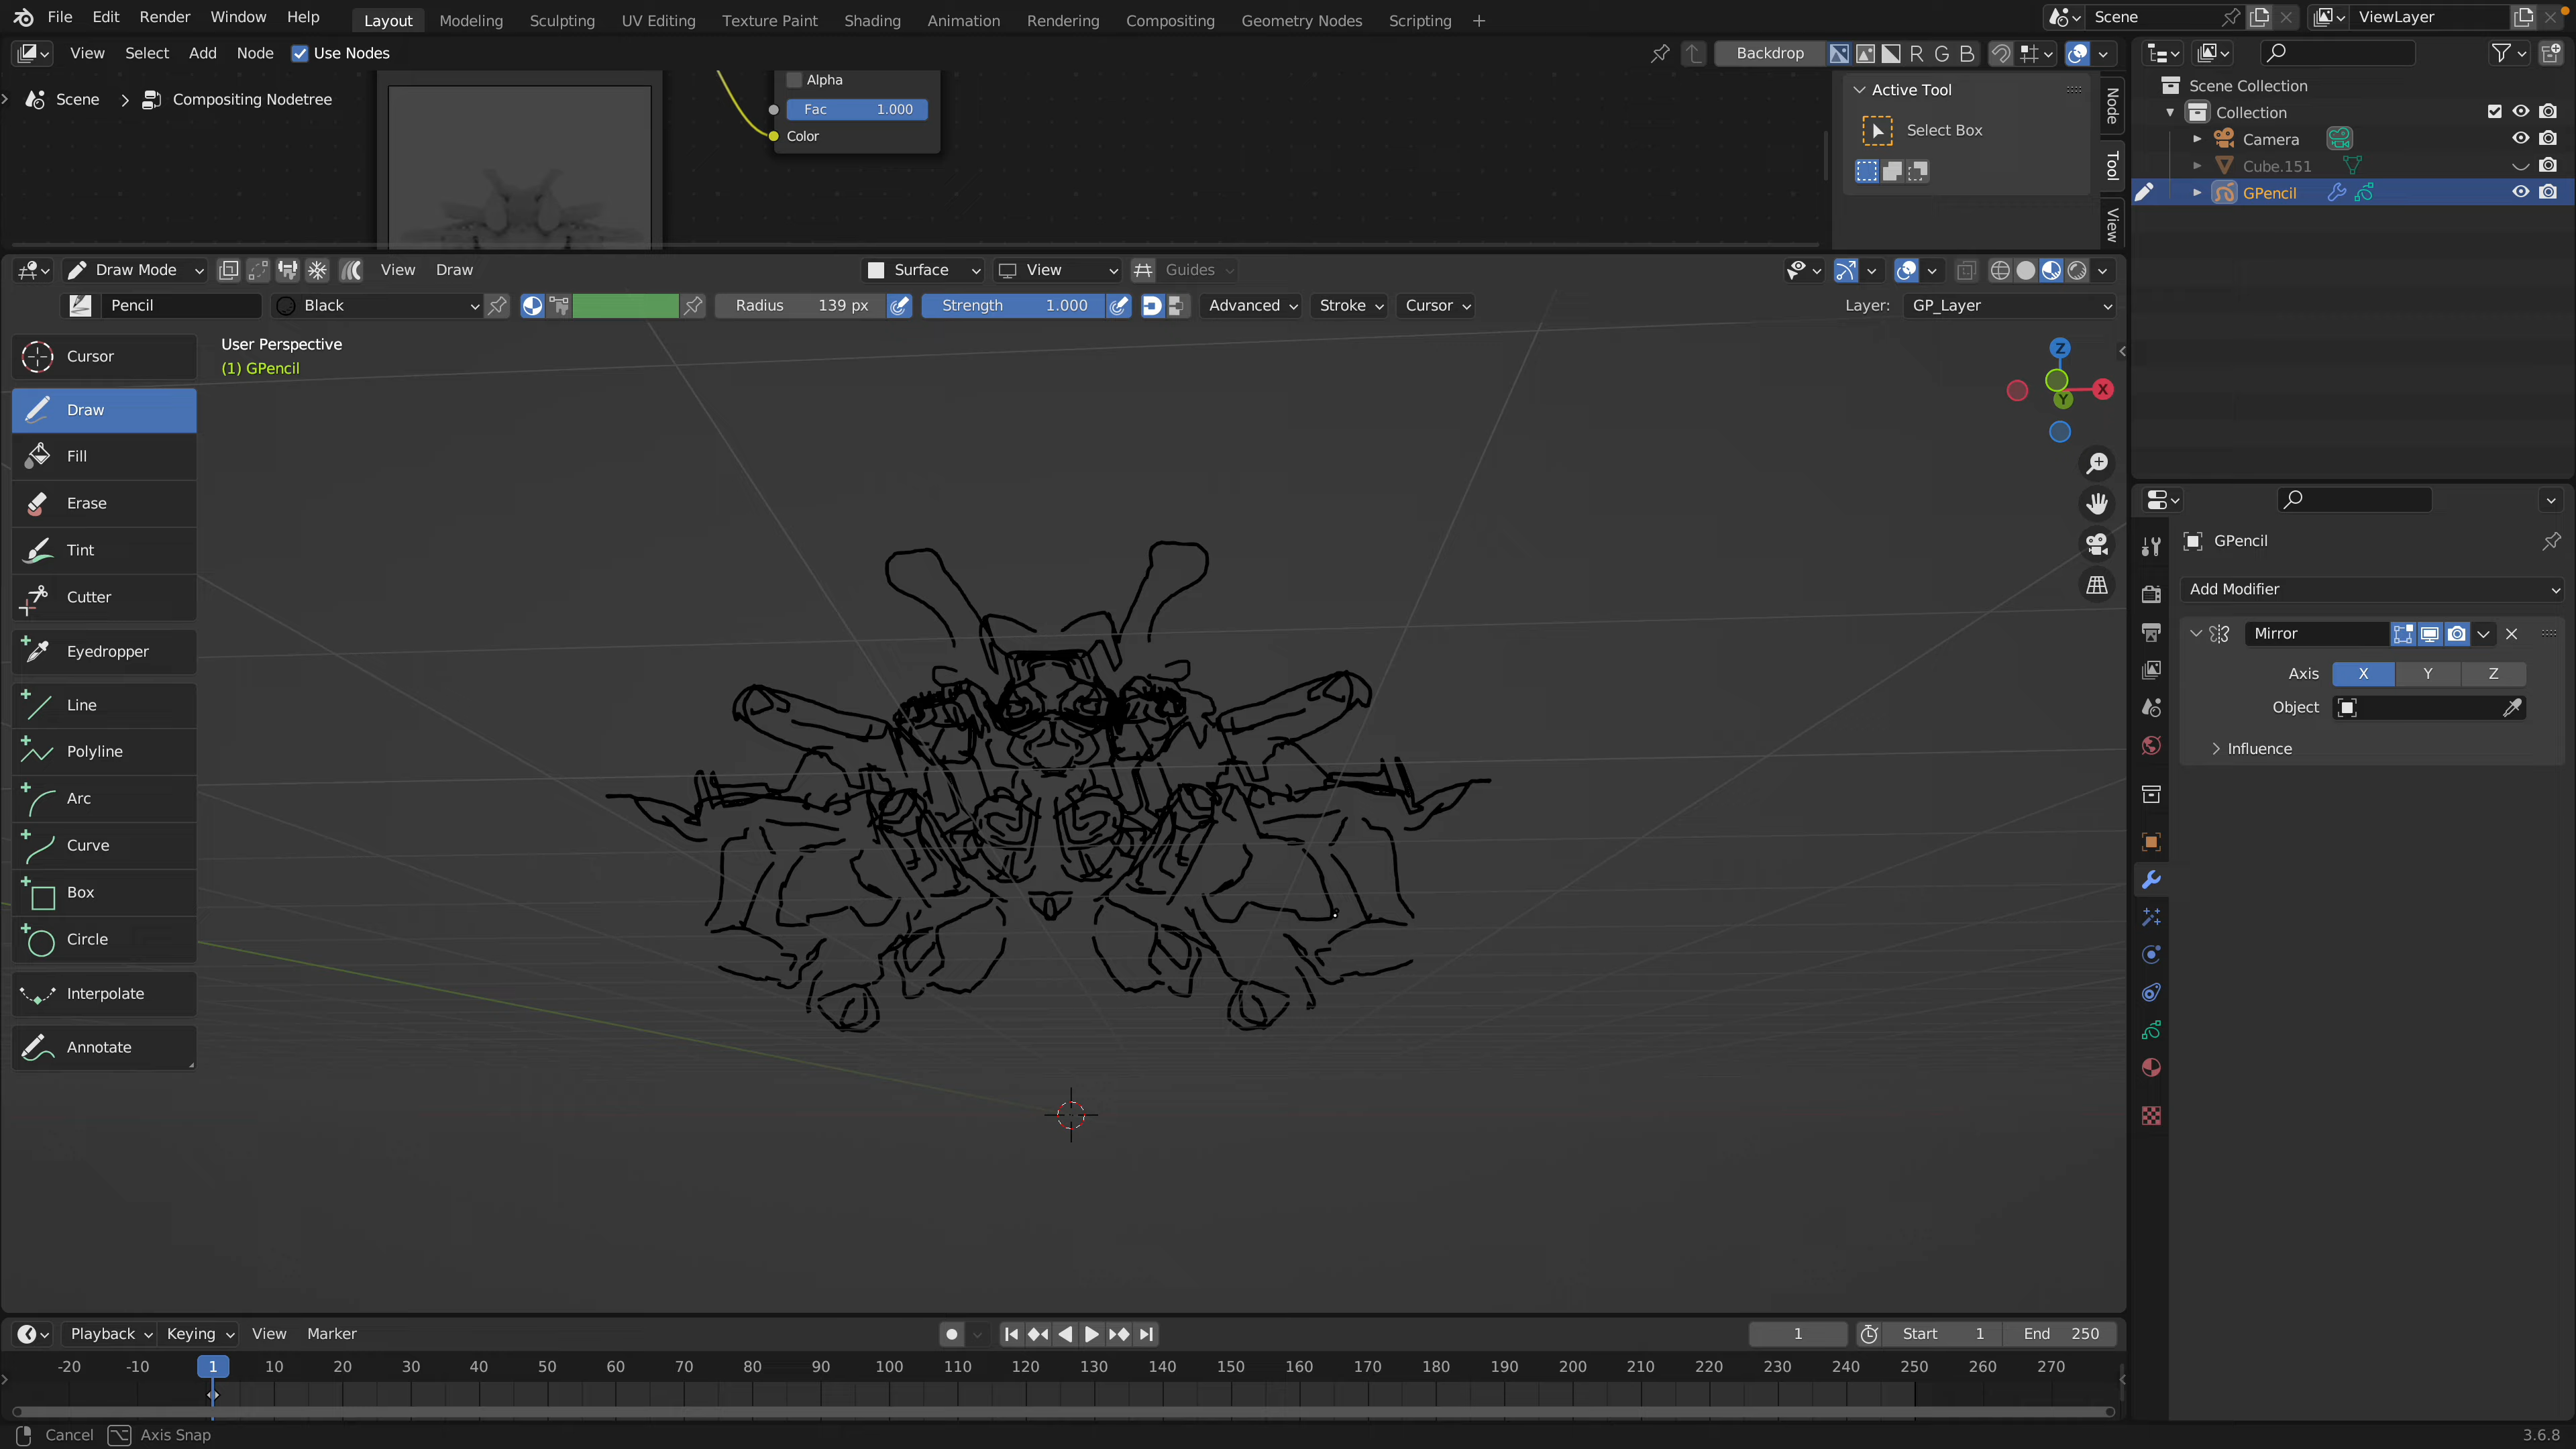 File Edit Render Window Help Layout Modeling Sculpting UV Editing Texture Paint Shading Animation Rendering Compositing Geometry Nodes Scripting + Scene ViewLayer
View Select Add Node Use Nodes Backdrop R G B
Scene > Compositing Nodetree
Alpha
Fac 1.000
Color
Active Tool
Select Box
Node
Tool
View
Scene Collection
Collection
Camera
Cube.151
GPencil
Draw Mode View Draw Surface View Guides
Pencil Black Radius 139 px Strength 1.000 Advanced Stroke Cursor Layer: GP_Layer
User Perspective
(1) GPencil
Cursor
Draw
Fill
Erase
Tint
Cutter
Eyedropper
Line
Polyline
Arc
Curve
Box
Circle
Interpolate
Annotate
Z
X
Y
GPencil
Add Modifier
Mirror
Axis X Y Z
Object
Influence
Playback Keying View Marker 1 Start 1 End 250
-20 -10 1 10 20 30 40 50 60 70 80 90 100 110 120 130 140 150 160 170 180 190 200 210 220 230 240 250 260 270
Cancel Axis Snap 3.6.8